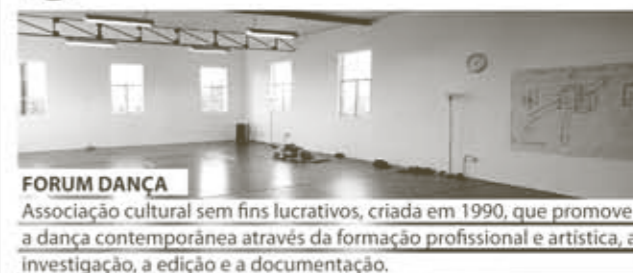 FORUM DANÇA
Associação cultural sem fins lucrativos, criada em 1990, que promove
a dança contemporânea através da formação profissional e artística, a
investigação, a edição e a documentação.